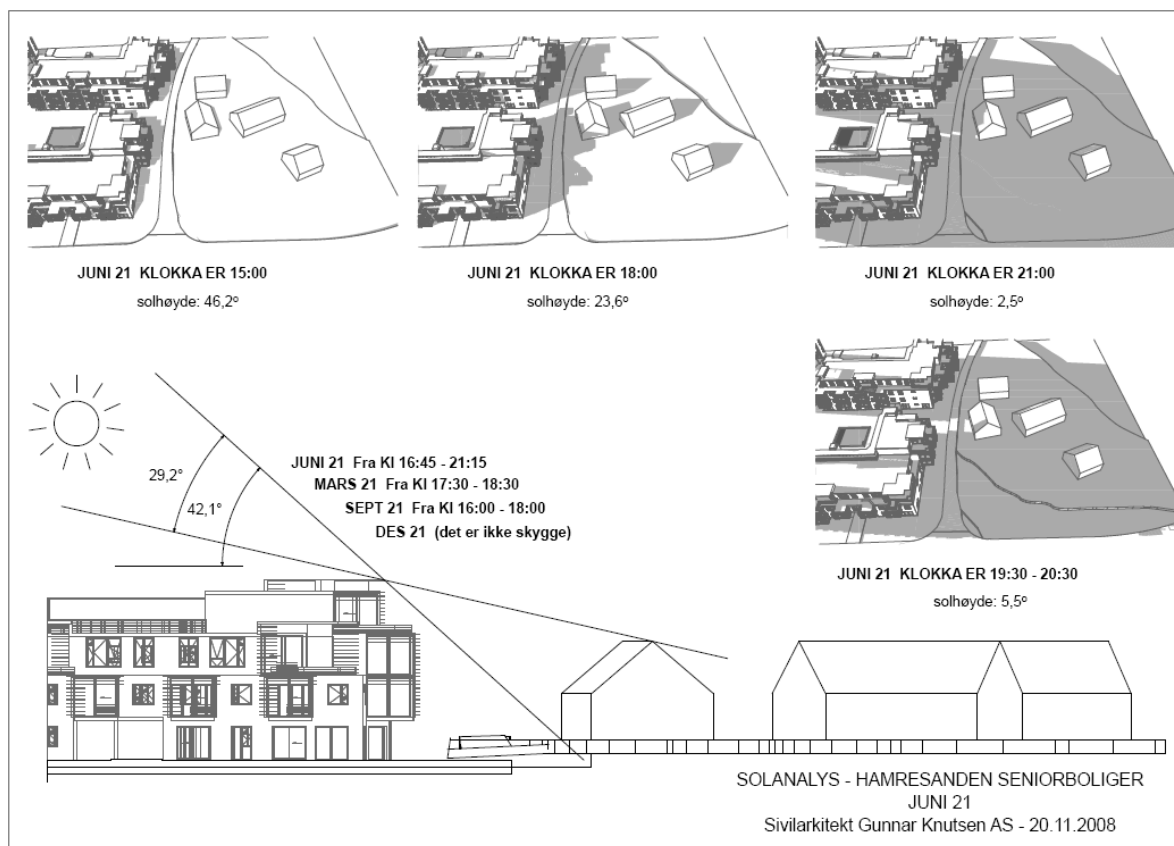 JUNI 21 KLOKKA ER 15:00
solhøyde: 46,2º
JUNI 21 KLOKKA ER 18:00
solhøyde: 23,6º
JUNI 21 KLOKKA ER 21:00
solhøyde: 2,5º
29,2°
42,1°
JUNI 21 Fra Kl 16:45 - 21:15
MARS 21 Fra Kl 17:30 - 18:30
SEPT 21 Fra Kl 16:00 - 18:00
DES 21 (det er ikke skygge)
JUNI 21 KLOKKA ER 19:30 - 20:30
solhøyde: 5,5º
SOLANALYS - HAMRESANDEN SENIORBOLIGER
JUNI 21
Sivilarkitekt Gunnar Knutsen AS - 20.11.2008